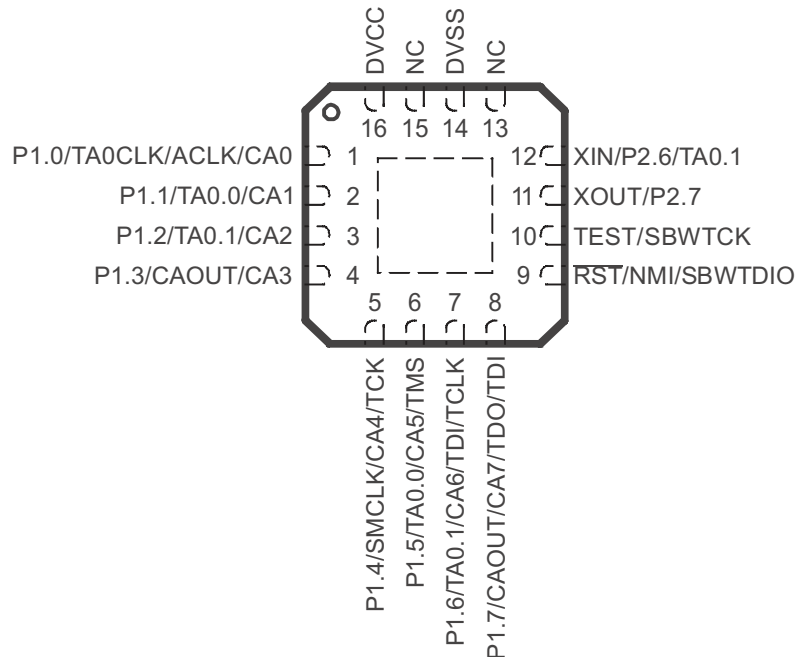 DVCC
NC
DVSS
NC
16
15
14
13
P1.0/TA0CLK/ACLK/CA0
1
12
XIN/P2.6/TA0.1
P1.1/TA0.0/CA1
2
11
XOUT/P2.7
P1.2/TA0.1/CA2
3
10
TEST/SBWTCK
P1.3/CAOUT/CA3
4
9
RST/NMI/SBWTDIO
5
6
7
8
P1.4/SMCLK/CA4/TCK
P1.5/TA0.0/CA5/TMS
P1.6/TA0.1/CA6/TDI/TCLK
P1.7/CAOUT/CA7/TDO/TDI